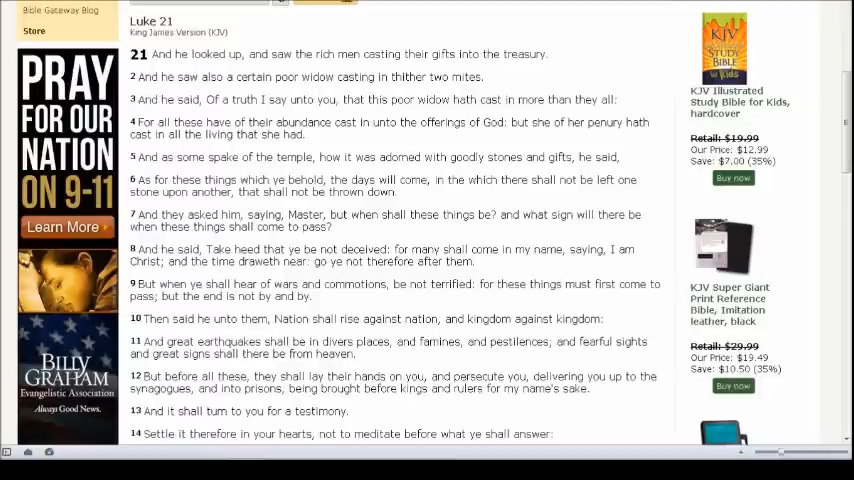 Bible Gateway Blog
Store
PRAY
FOR OUR
NATION
ON 9-11
Learn More
BILLY
GRAHAM
Evangelistic Association
Always Good News.
Luke 21
King James Version (KJV)
21 And he looked up, and saw the rich men casting their gifts into the treasury.
2 And he saw also a certain poor widow casting in thither two mites.
3 And he said, Of a truth I say unto you, that this poor widow hath cast in more than they all:
4 For all these have of their abundance cast in unto the offerings of God: but she of her penury hath
cast in all the living that she had.
5 And as some spake of the temple, how it was adorned with goodly stones and gifts, he said,
6 As for these things which ye behold, the days will come, in the which there shall not be left one
stone upon another, that shall not be thrown down.
7 And they asked him, saying, Master, but when shall these things be? and what sign will there be
when these things shall come to pass?
8 And he said, Take heed that ye be not deceived: for many shall come in my name, saying, I am
Christ; and the time draweth near: go ye not therefore after them.
9 But when ye shall hear of wars and commotions, be not terrified: for these things must first come to
pass; but the end is not by and by.
10 Then said he unto them, Nation shall rise against nation, and kingdom against kingdom:
11 And great earthquakes shall be in divers places, and famines, and pestilences; and fearful sights
and great signs shall there be from heaven.
12 But before all these, they shall lay their hands on you, and persecute you, delivering you up to the
synagogues, and into prisons, being brought before kings and rulers for my name's sake.
13 And it shall turn to you for a testimony.
14 Settle it therefore in your hearts, not to meditate before what ye shall answer:
KJV
STUDY
BIBLE
for Kids
KJV Illustrated
Study Bible for Kids,
hardcover
Retail: $19.99
Our Price: $12.99
Save: $7.00 (35%)
Buy now
KJV Super Giant
Print Reference
Bible, Imitation
leather, black
Retail: $29.99
Our Price: $19.49
Save: $10.50 (35%)
Buy now